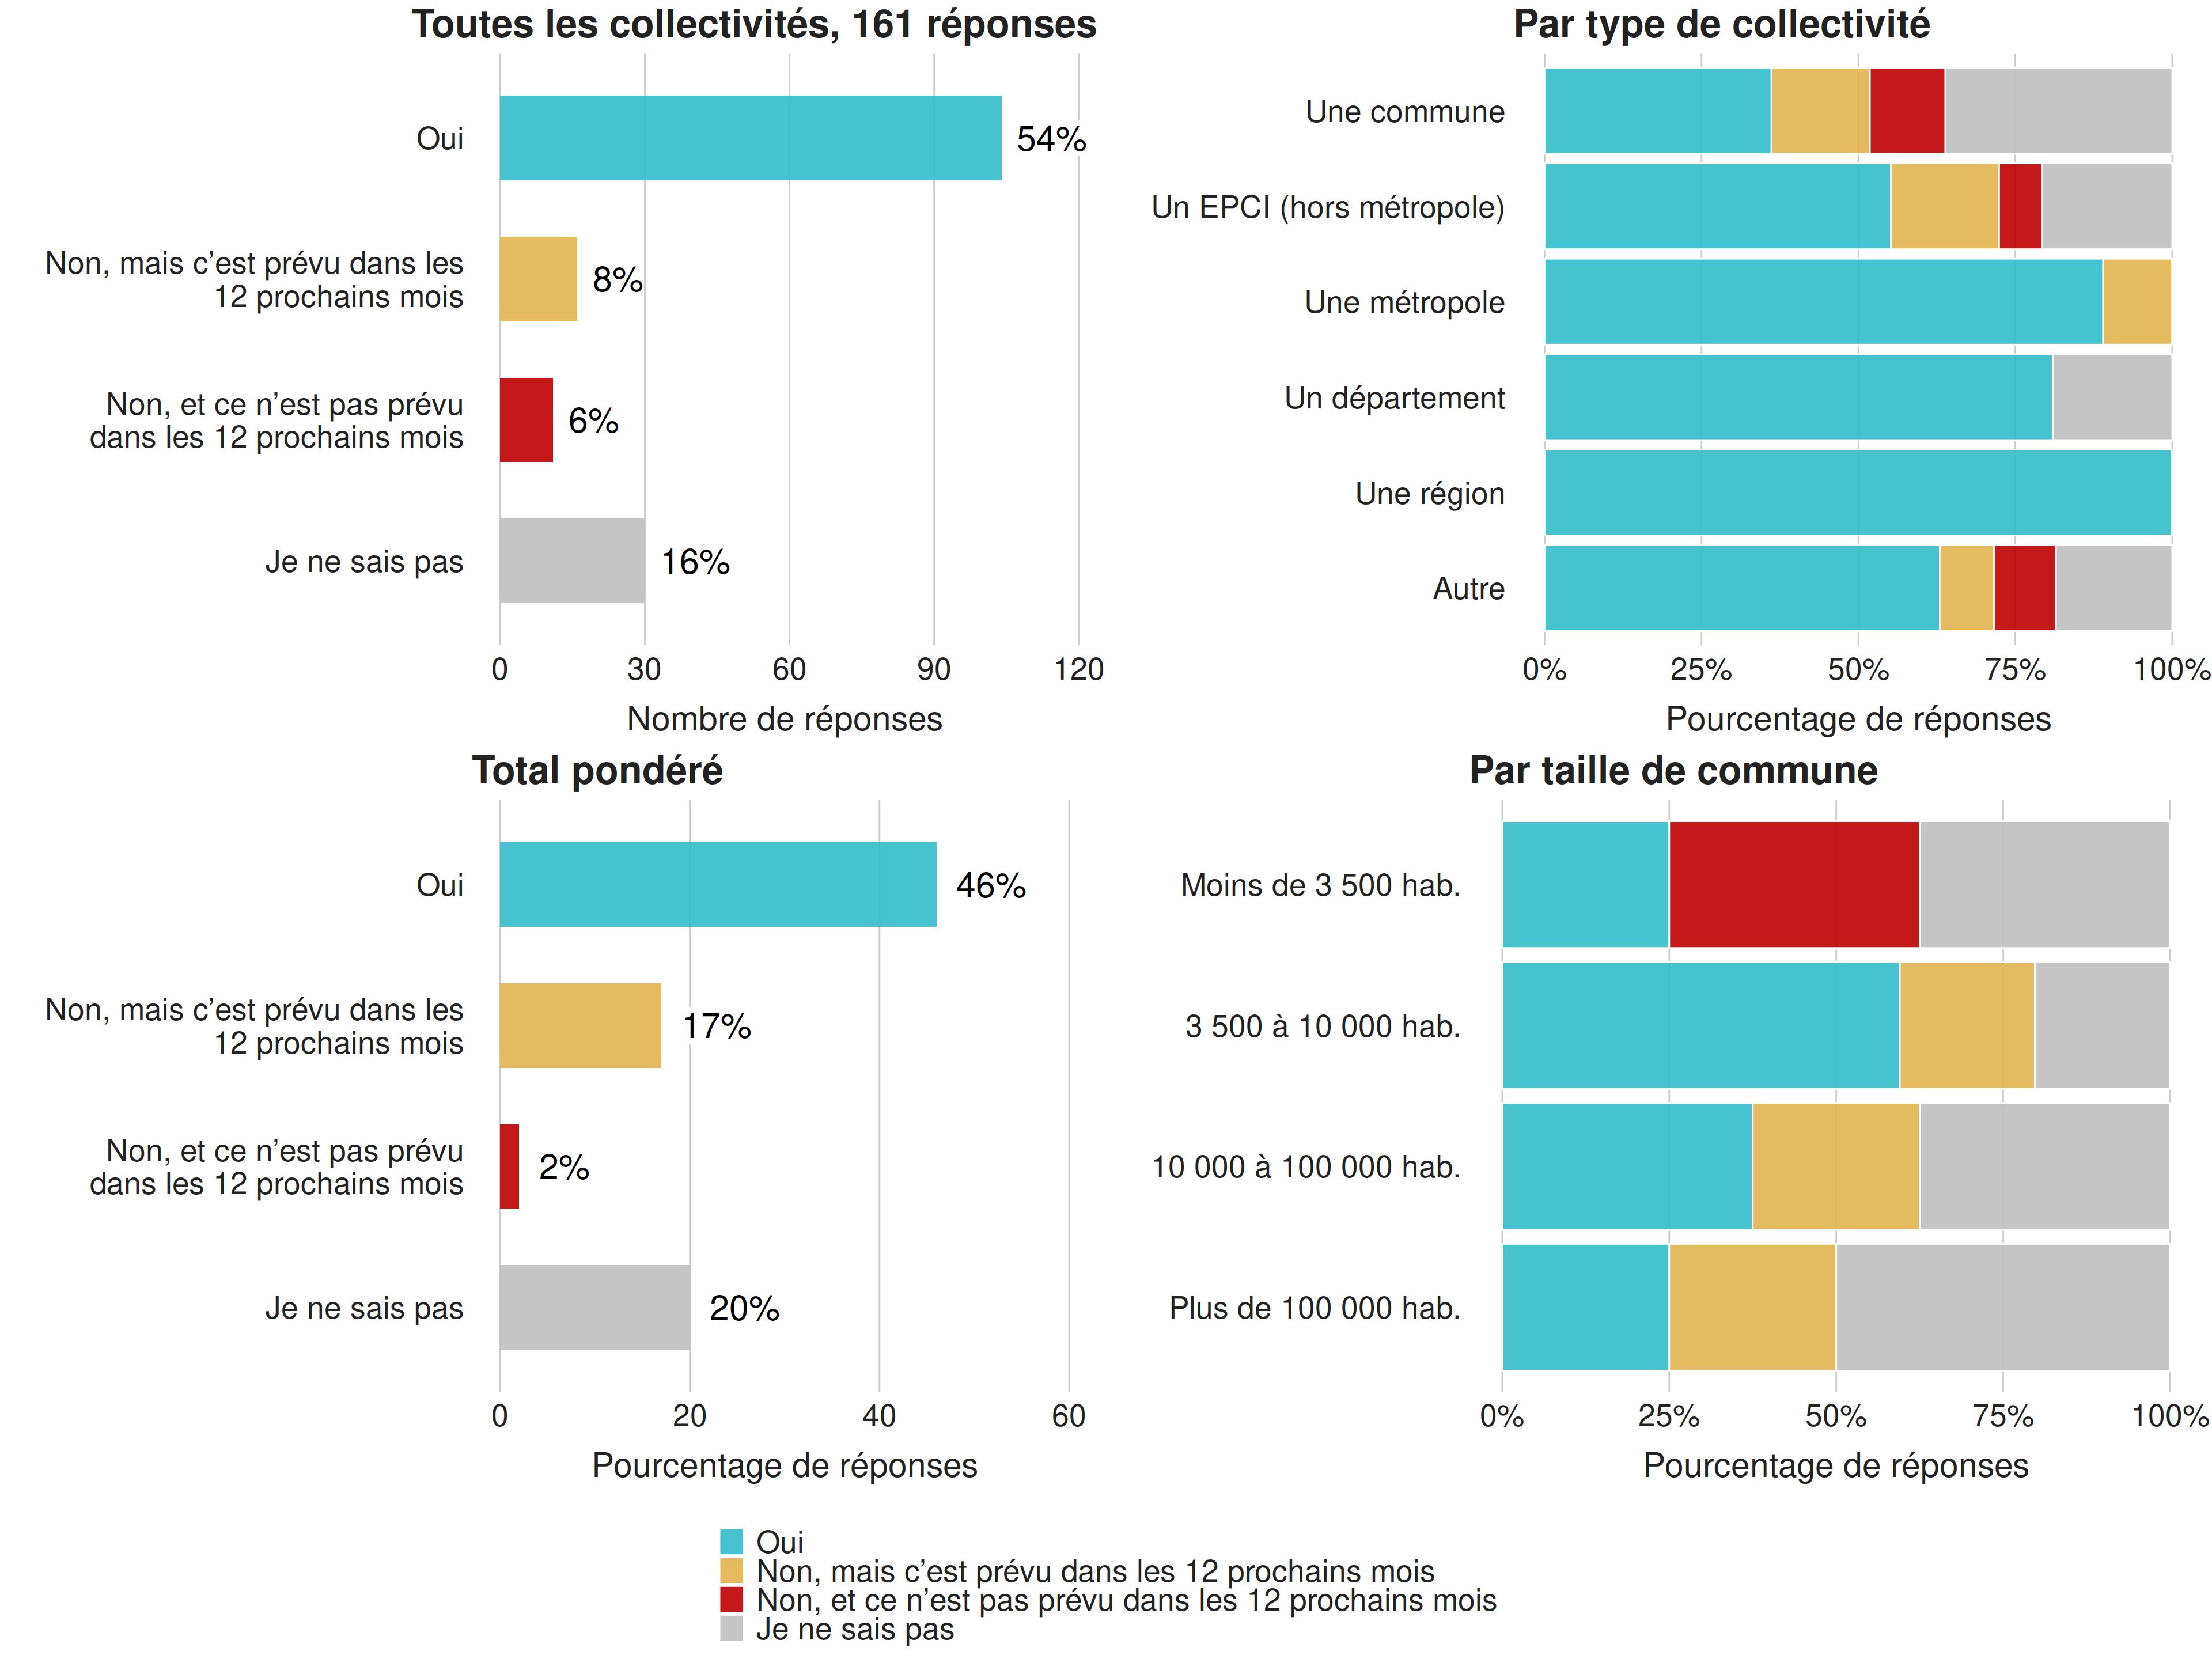 Toutes les collectivités, 161 réponses
Oui
54%
Non, mais c’est prévu dans les
12 prochains mois
8%
Non, et ce n’est pas prévu
dans les 12 prochains mois
6%
Je ne sais pas
16%
0 30 60 90 120
Nombre de réponses
Par type de collectivité
Une commune
Un EPCI (hors métropole)
Une métropole
Un département
Une région
Autre
0% 25% 50% 75% 100%
Pourcentage de réponses
Total pondéré
Oui
46%
Non, mais c’est prévu dans les
12 prochains mois
17%
Non, et ce n’est pas prévu
dans les 12 prochains mois
2%
Je ne sais pas
20%
0 20 40 60
Pourcentage de réponses
Par taille de commune
Moins de 3 500 hab.
3 500 à 10 000 hab.
10 000 à 100 000 hab.
Plus de 100 000 hab.
0% 25% 50% 75% 100%
Pourcentage de réponses
Oui
Non, mais c’est prévu dans les 12 prochains mois
Non, et ce n’est pas prévu dans les 12 prochains mois
Je ne sais pas